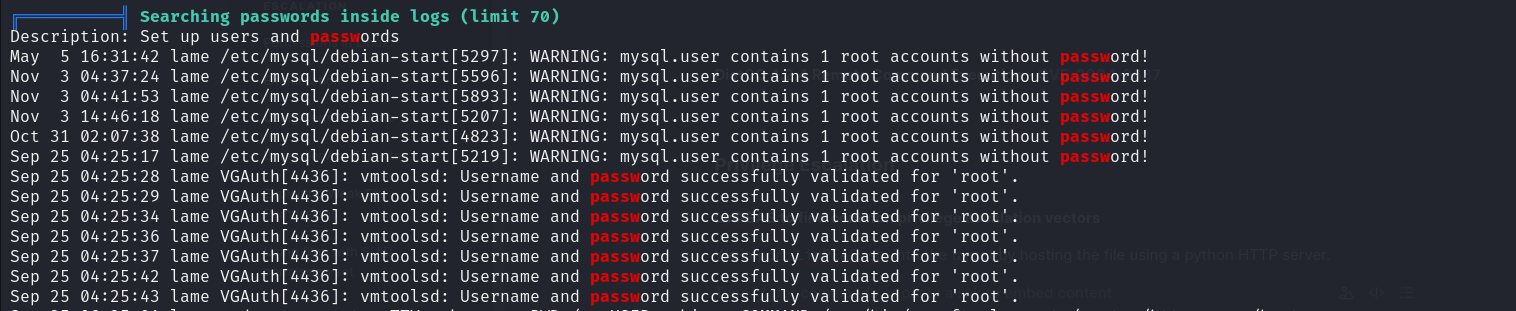 Searching passwords inside logs (limit 70)
Description: Set up users and passwords
May  5 16:31:42 lame /etc/mysql/debian-start[5297]: WARNING: mysql.user contains 1 root accounts without password!
Nov  3 04:37:24 lame /etc/mysql/debian-start[5596]: WARNING: mysql.user contains 1 root accounts without password!
Nov  3 04:41:53 lame /etc/mysql/debian-start[5893]: WARNING: mysql.user contains 1 root accounts without password!
Nov  3 14:46:18 lame /etc/mysql/debian-start[5207]: WARNING: mysql.user contains 1 root accounts without password!
Oct 31 02:07:38 lame /etc/mysql/debian-start[4823]: WARNING: mysql.user contains 1 root accounts without password!
Sep 25 04:25:17 lame /etc/mysql/debian-start[5219]: WARNING: mysql.user contains 1 root accounts without password!
Sep 25 04:25:28 lame VGAuth[4436]: vmtoolsd: Username and password successfully validated for 'root'.
Sep 25 04:25:29 lame VGAuth[4436]: vmtoolsd: Username and password successfully validated for 'root'.
Sep 25 04:25:34 lame VGAuth[4436]: vmtoolsd: Username and password successfully validated for 'root'.
Sep 25 04:25:36 lame VGAuth[4436]: vmtoolsd: Username and password successfully validated for 'root'.
Sep 25 04:25:37 lame VGAuth[4436]: vmtoolsd: Username and password successfully validated for 'root'.
Sep 25 04:25:42 lame VGAuth[4436]: vmtoolsd: Username and password successfully validated for 'root'.
Sep 25 04:25:43 lame VGAuth[4436]: vmtoolsd: Username and password successfully validated for 'root'.